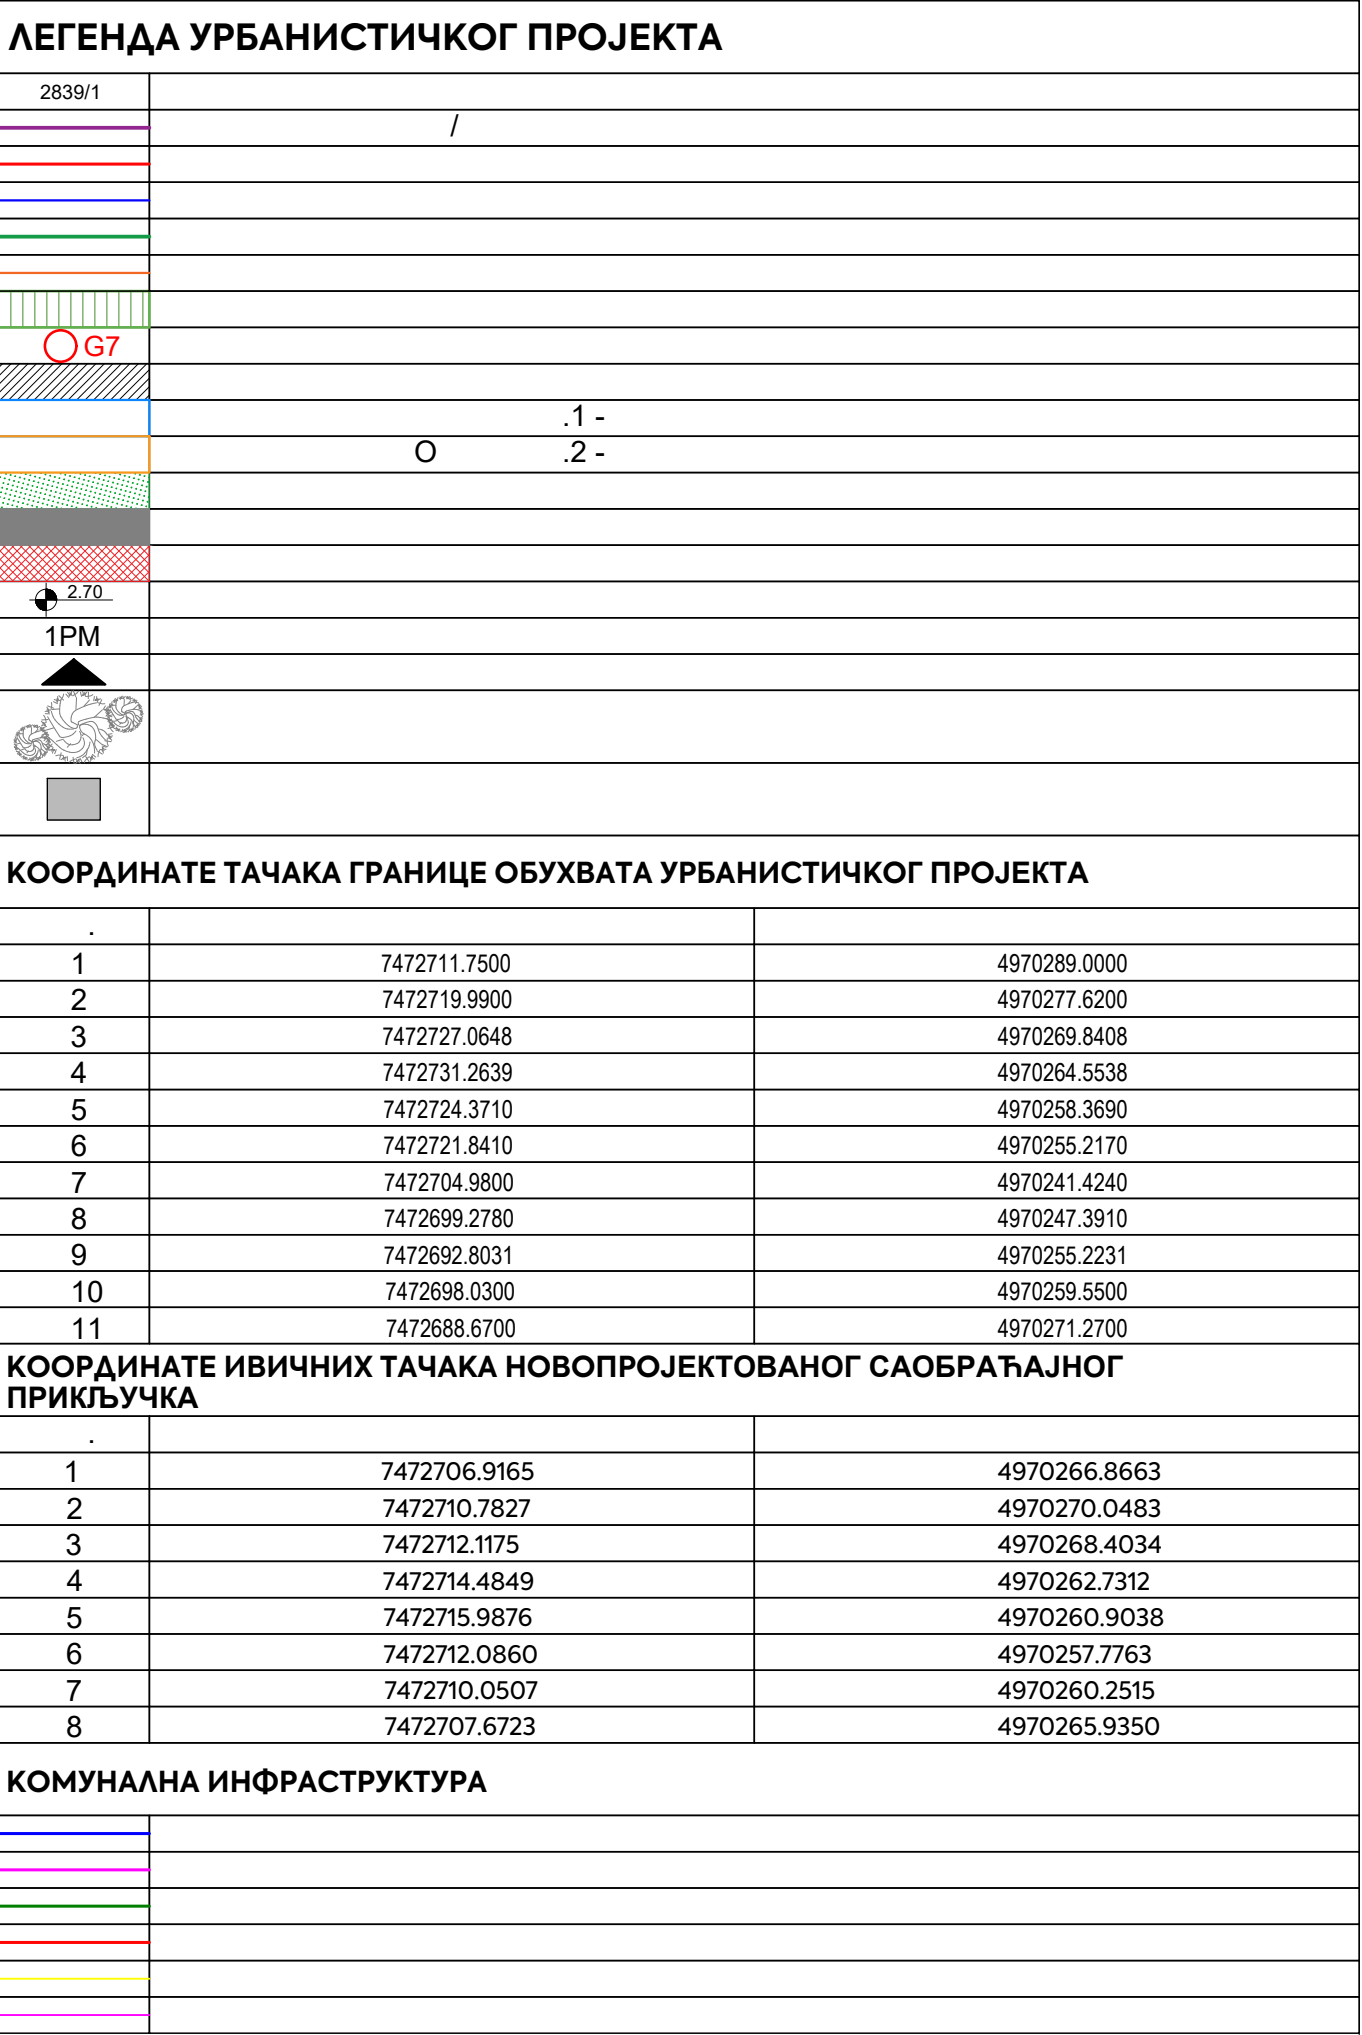 ЛЕГЕНДА УРБАНИСТИЧКОГ ПРОЈЕКТА
2839/1
/
G7
.1 -
О .2 -
2.70
1PM
КООРДИНАТЕ ТАЧАКА ГРАНИЦЕ ОБУХВАТА УРБАНИСТИЧКОГ ПРОЈЕКТА
.
1 7472711.7500 4970289.0000
2 7472719.9900 4970277.6200
3 7472727.0648 4970269.8408
4 7472731.2639 4970264.5538
5 7472724.3710 4970258.3690
6 7472721.8410 4970255.2170
7 7472704.9800 4970241.4240
8 7472699.2780 4970247.3910
9 7472692.8031 4970255.2231
10 7472698.0300 4970259.5500
11 7472688.6700 4970271.2700
КООРДИНАТЕ ИВИЧНИХ ТАЧАКА НОВОПРОЈЕКТОВАНОГ САОБРАЋАЈНОГ
ПРИКЉУЧКА
.
1 7472706.9165 4970266.8663
2 7472710.7827 4970270.0483
3 7472712.1175 4970268.4034
4 7472714.4849 4970262.7312
5 7472715.9876 4970260.9038
6 7472712.0860 4970257.7763
7 7472710.0507 4970260.2515
8 7472707.6723 4970265.9350
КОМУНАЛНА ИНФРАСТРУКТУРА